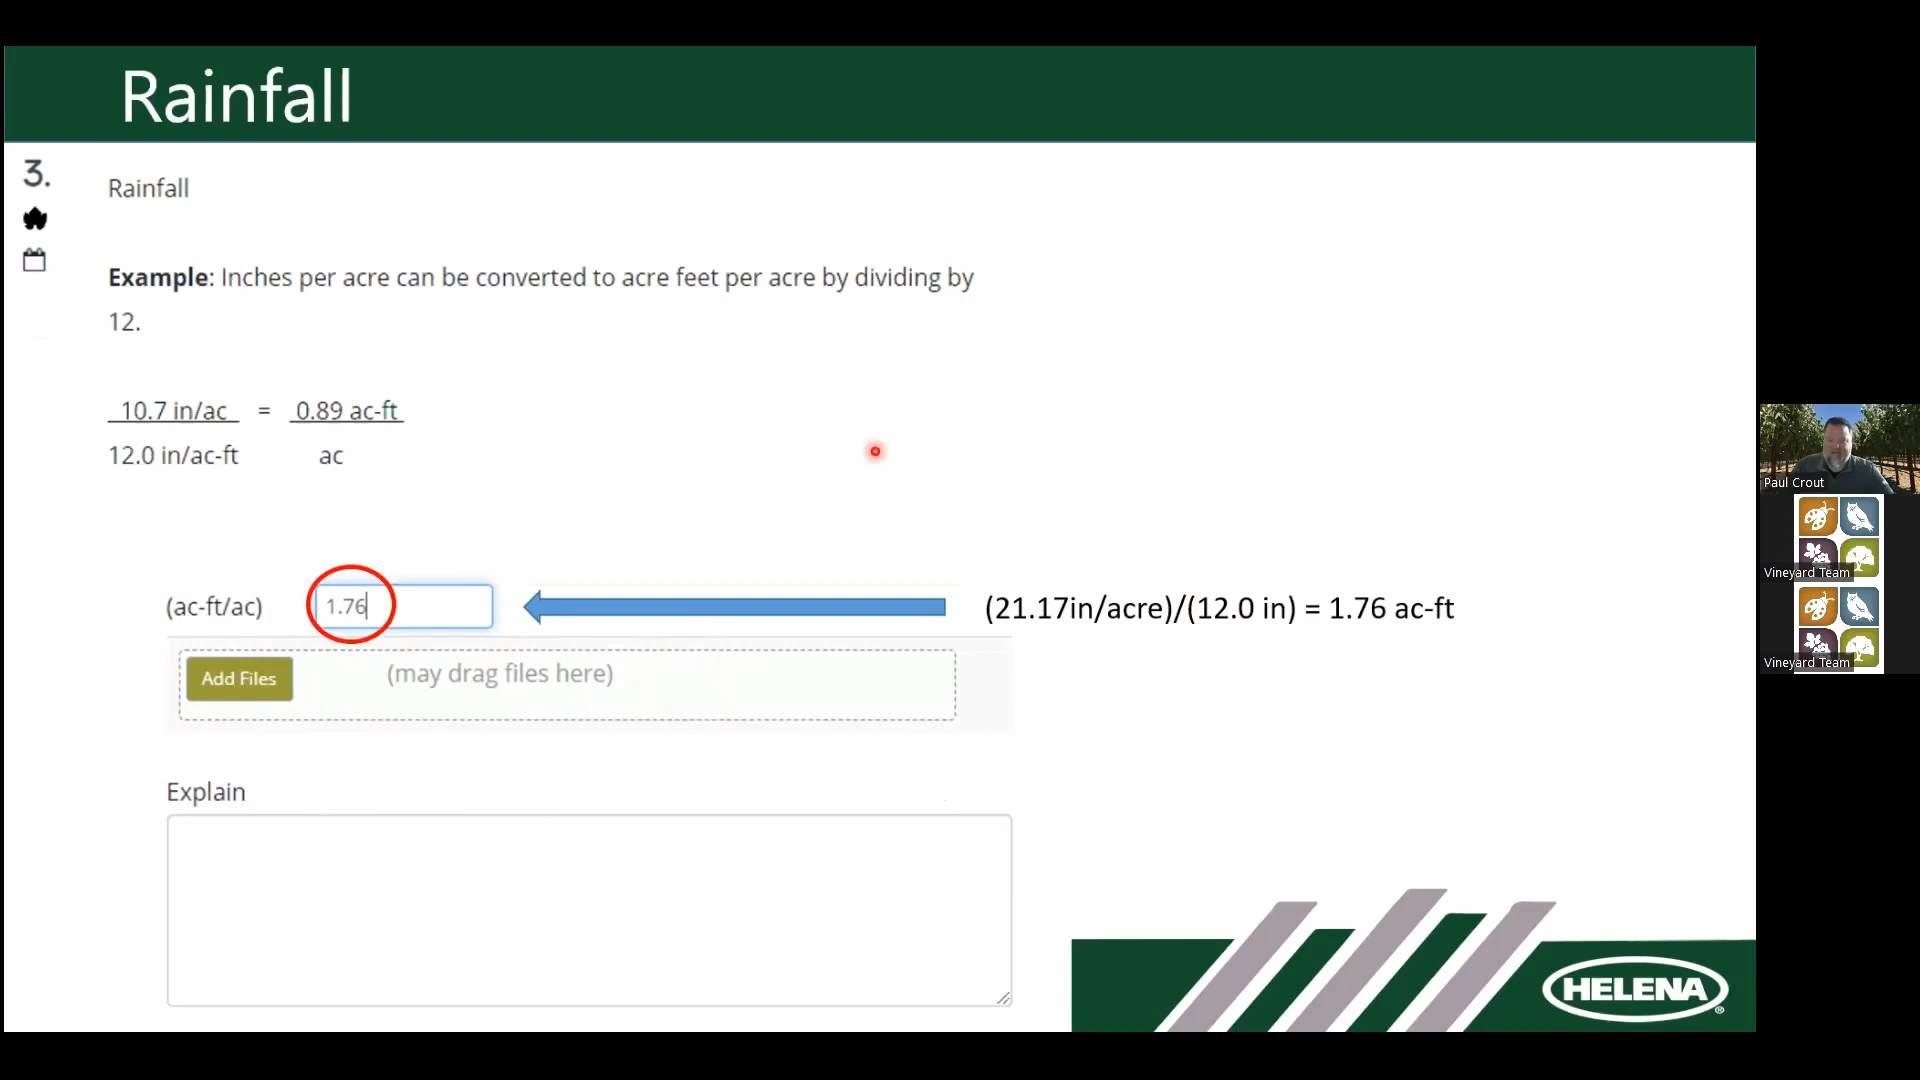 Rainfall
3.
Rainfall
Example: Inches per acre can be converted to acre feet per acre by dividing by
12.
10.7 in/ac = 0.89 ac-ft
12.0 in/ac-ft ac
(ac-ft/ac) 1.76 (21.17in/acre)/(12.0 in) = 1.76 ac-ft
Add Files (may drag files here)
Explain
HELENA®
Paul Crout
Vineyard Team
Vineyard Team